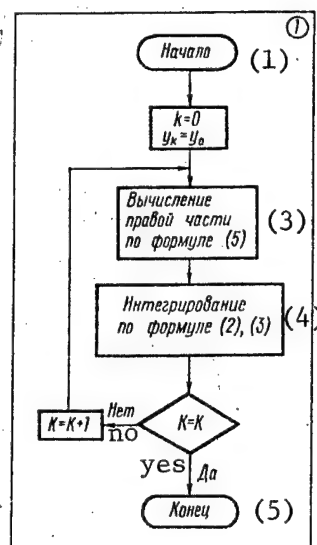 ①
Начало (1)
k=0
yₖ=y₀
Вычисление
правой части
по формуле (5)
(3)
Интегрирование
по формуле (2), (3)
(4)
K=K
Нет
no
K=K+1
yes
Да
Конец (5)